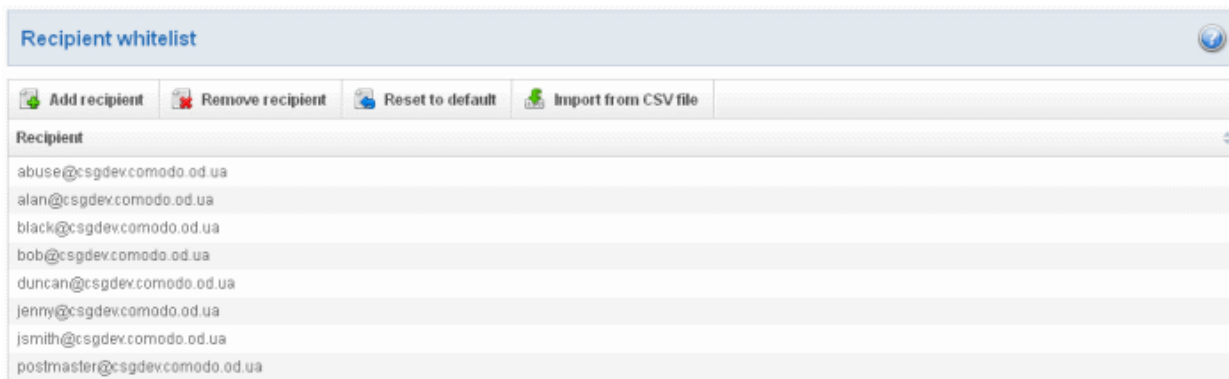 Recipient whitelist
Add recipient Remove recipient Reset to default Import from CSV file
Recipient
abuse@csgdev.comodo.od.ua
alan@csgdev.comodo.od.ua
black@csgdev.comodo.od.ua
bob@csgdev.comodo.od.ua
duncan@csgdev.comodo.od.ua
jenny@csgdev.comodo.od.ua
jsmith@csgdev.comodo.od.ua
postmaster@csgdev.comodo.od.ua